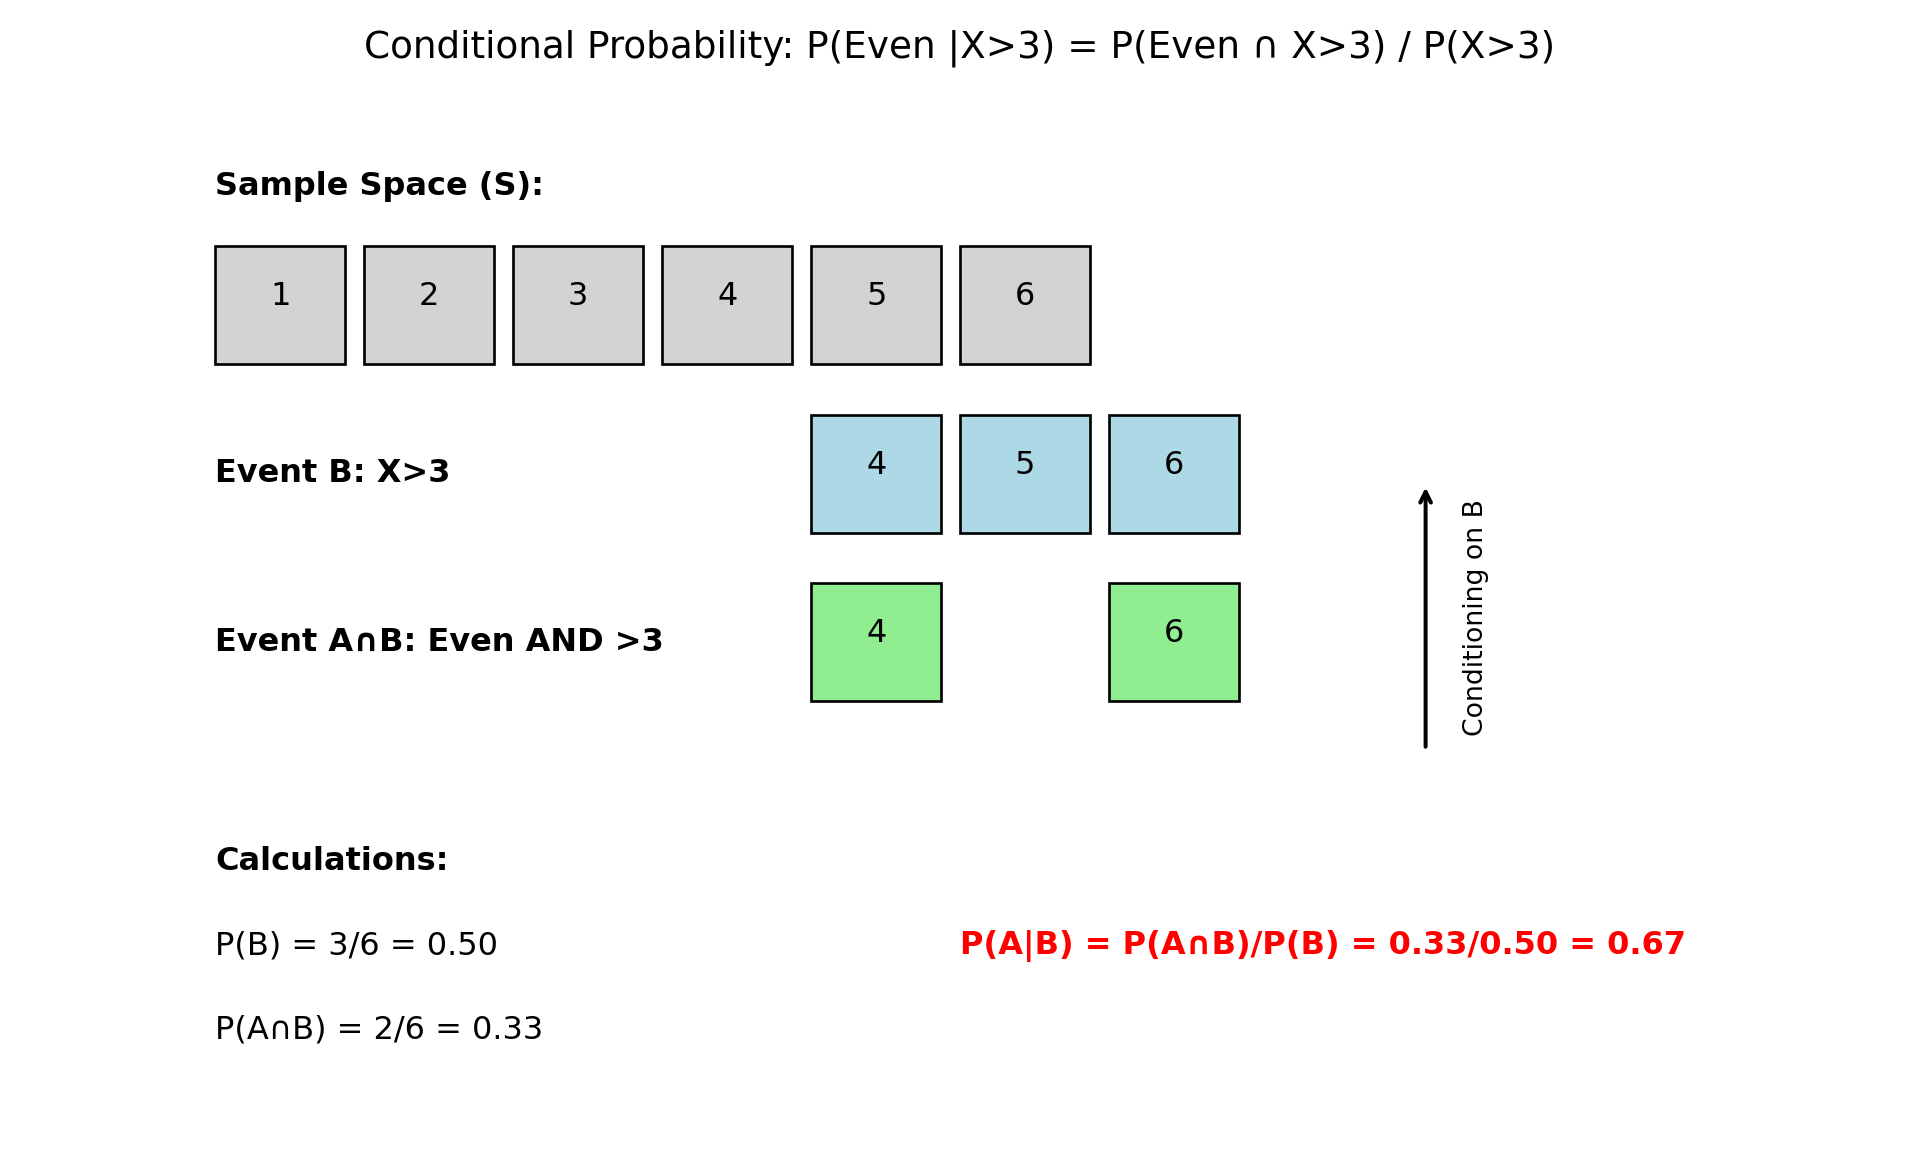 Conditional Probability: P(Even |X>3) = P(Even ∩ X>3) / P(X>3)
Sample Space (S):
1 2 3 4 5 6
Event B: X>3
4 5 6
Event A∩B: Even AND >3
4 6
Conditioning on B
Calculations:
P(B) = 3/6 = 0.50
P(A|B) = P(A∩B)/P(B) = 0.33/0.50 = 0.67
P(A∩B) = 2/6 = 0.33